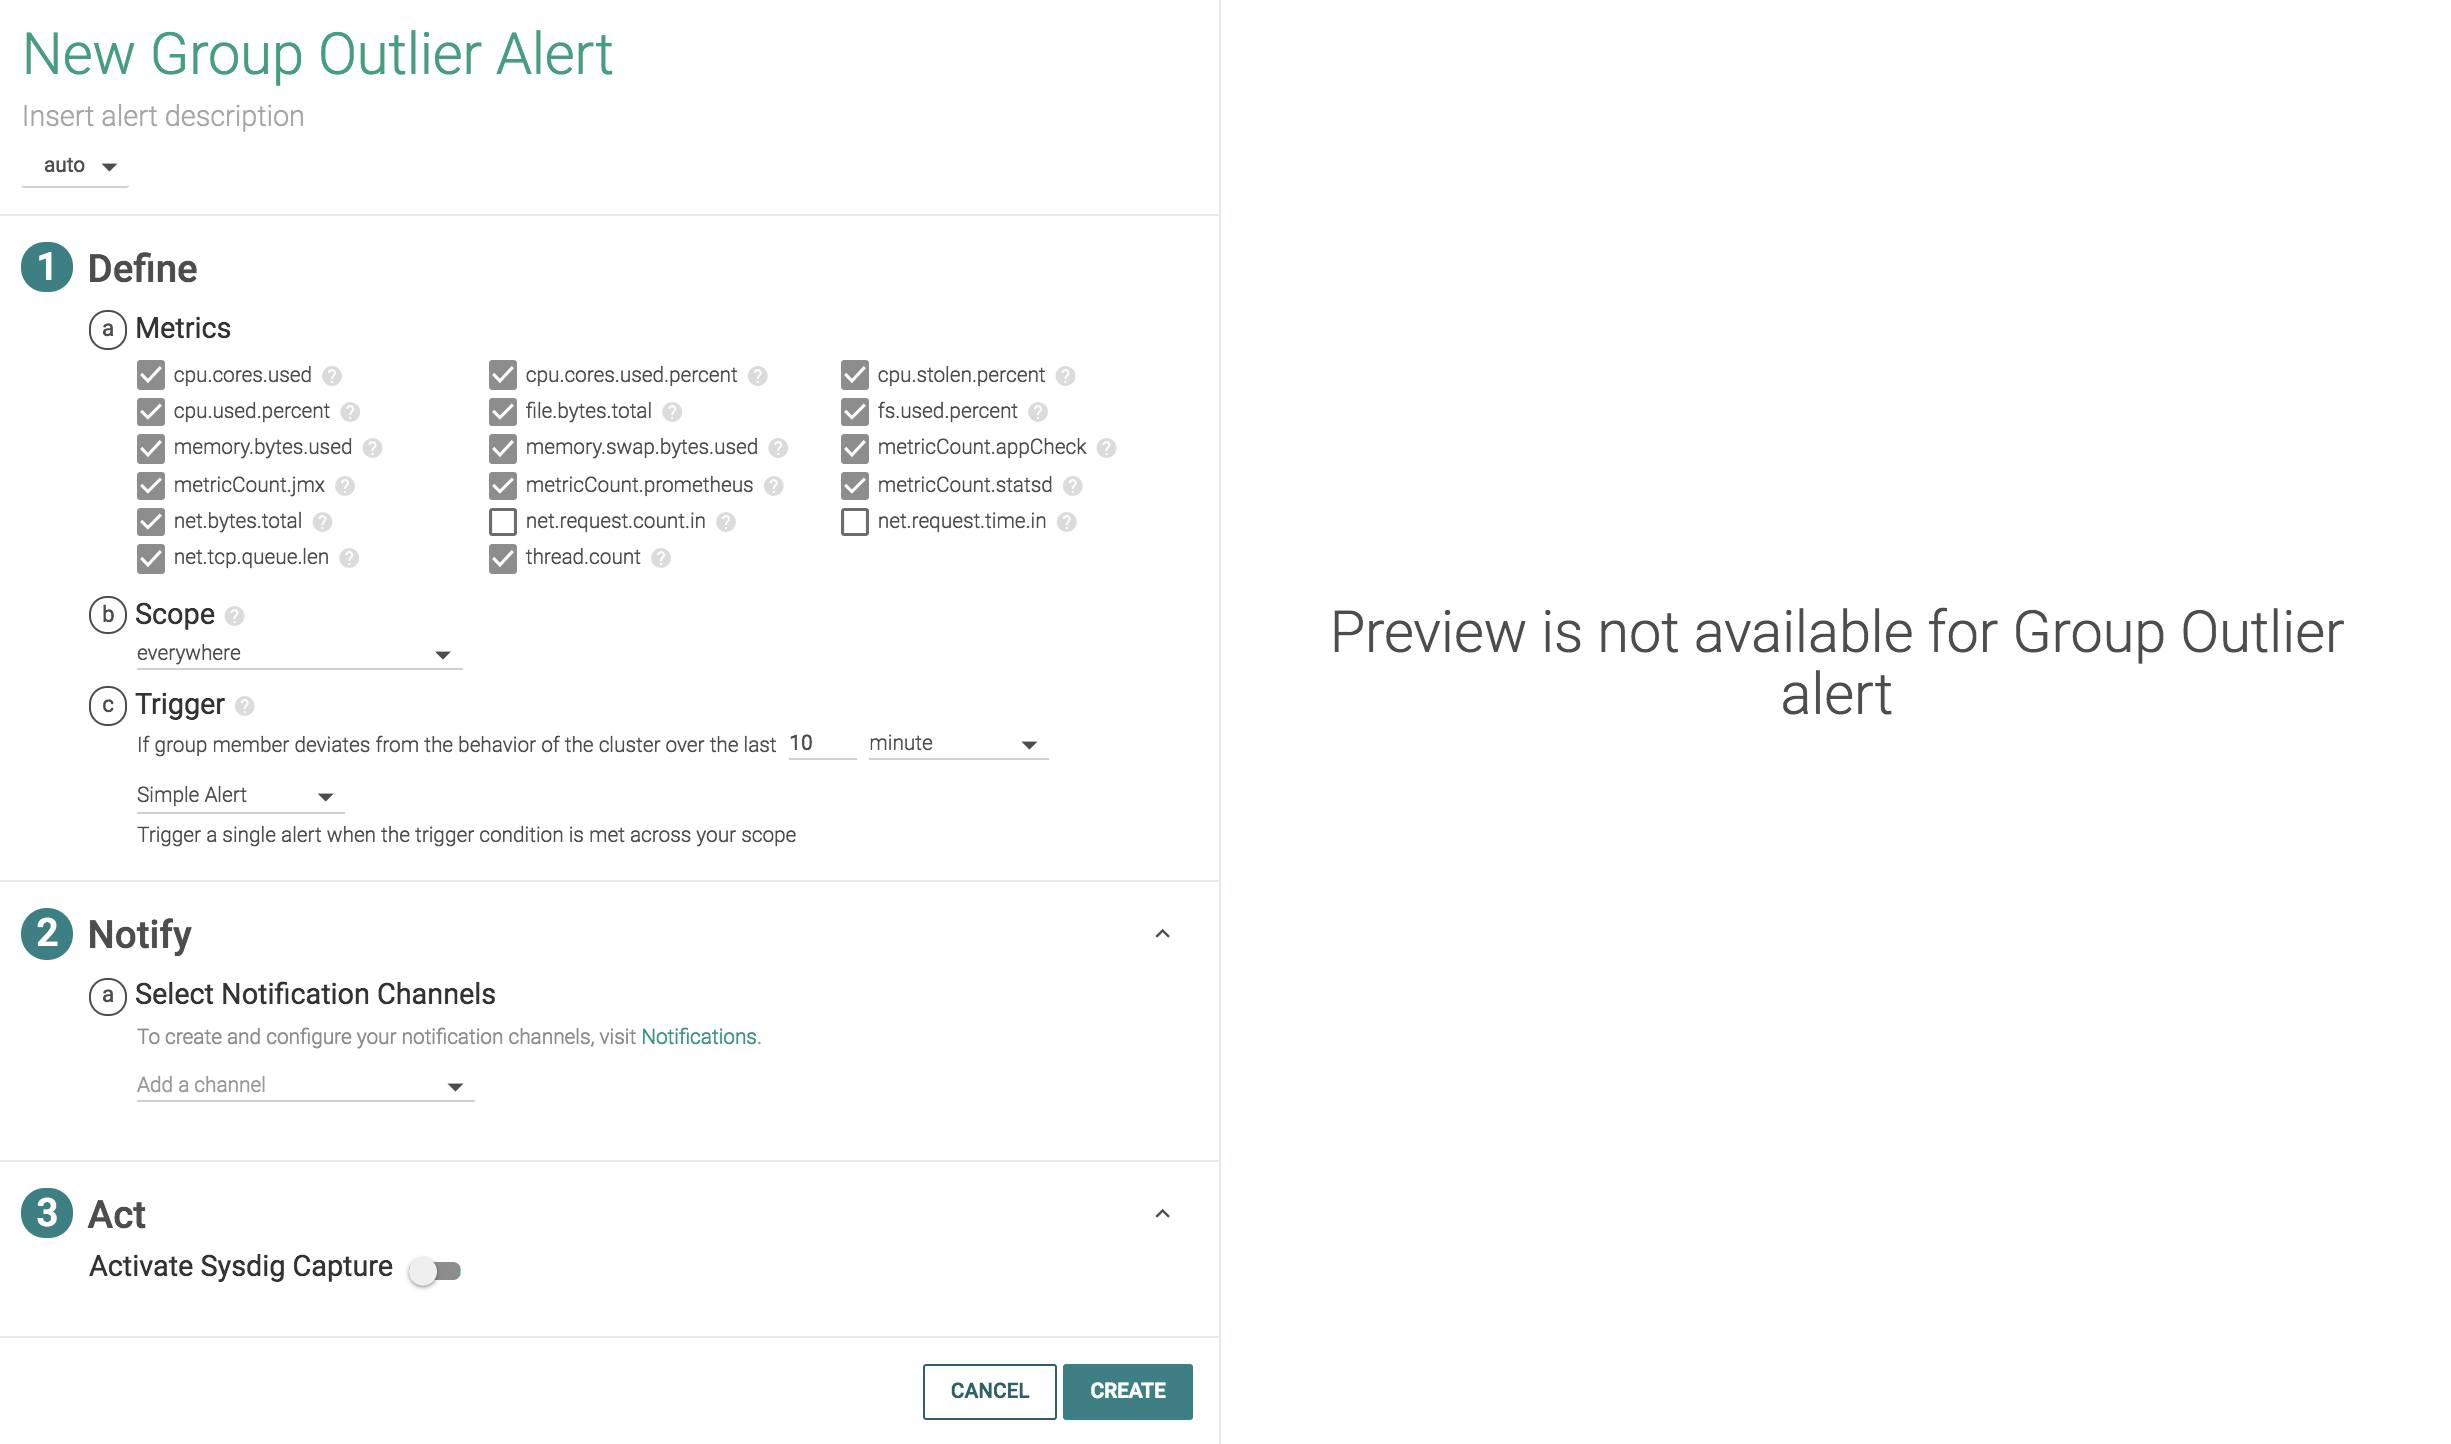 New Group Outlier Alert
Insert alert description
auto
1 Define
a Metrics
cpu.cores.used ? cpu.cores.used.percent ? cpu.stolen.percent ?
cpu.used.percent ? file.bytes.total ? fs.used.percent ?
memory.bytes.used ? memory.swap.bytes.used ? metricCount.appCheck ?
metricCount.jmx ? metricCount.prometheus ? metricCount.statsd ?
net.bytes.total ? net.request.count.in ? net.request.time.in ?
net.tcp.queue.len ? thread.count ?
b Scope ?
everywhere
c Trigger ?
If group member deviates from the behavior of the cluster over the last 10 minute
Simple Alert
Trigger a single alert when the trigger condition is met across your scope
2 Notify
a Select Notification Channels
To create and configure your notification channels, visit Notifications.
Add a channel
3 Act
Activate Sysdig Capture
CANCEL CREATE
Preview is not available for Group Outlier
alert